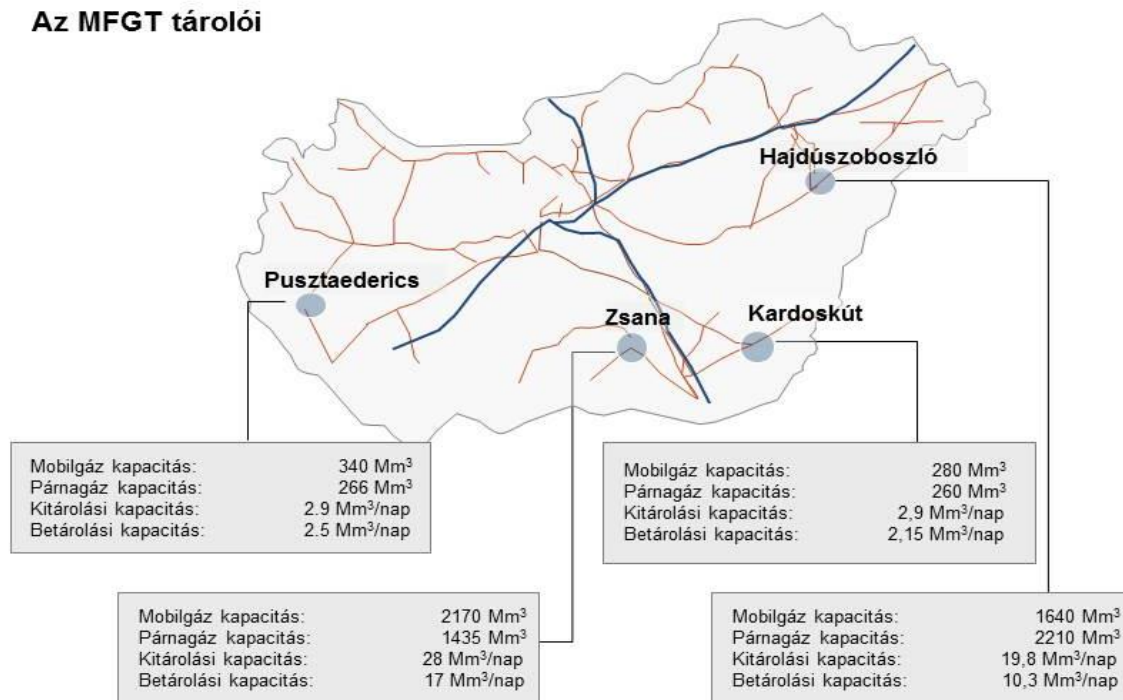 Az MFGT tárolói
Hajdúszoboszló
Pusztaederics
Zsana
Kardoskút
Mobilgáz kapacitás: 340 Mm³
Párnagáz kapacitás: 266 Mm³
Kitárolási kapacitás: 2.9 Mm³/nap
Betárolási kapacitás: 2.5 Mm³/nap
Mobilgáz kapacitás: 280 Mm³
Párnagáz kapacitás: 260 Mm³
Kitárolási kapacitás: 2,9 Mm³/nap
Betárolási kapacitás: 2,15 Mm³/nap
Mobilgáz kapacitás: 2170 Mm³
Párnagáz kapacitás: 1435 Mm³
Kitárolási kapacitás: 28 Mm³/nap
Betárolási kapacitás: 17 Mm³/nap
Mobilgáz kapacitás: 1640 Mm³
Párnagáz kapacitás: 2210 Mm³
Kitárolási kapacitás: 19,8 Mm³/nap
Betárolási kapacitás: 10,3 Mm³/nap